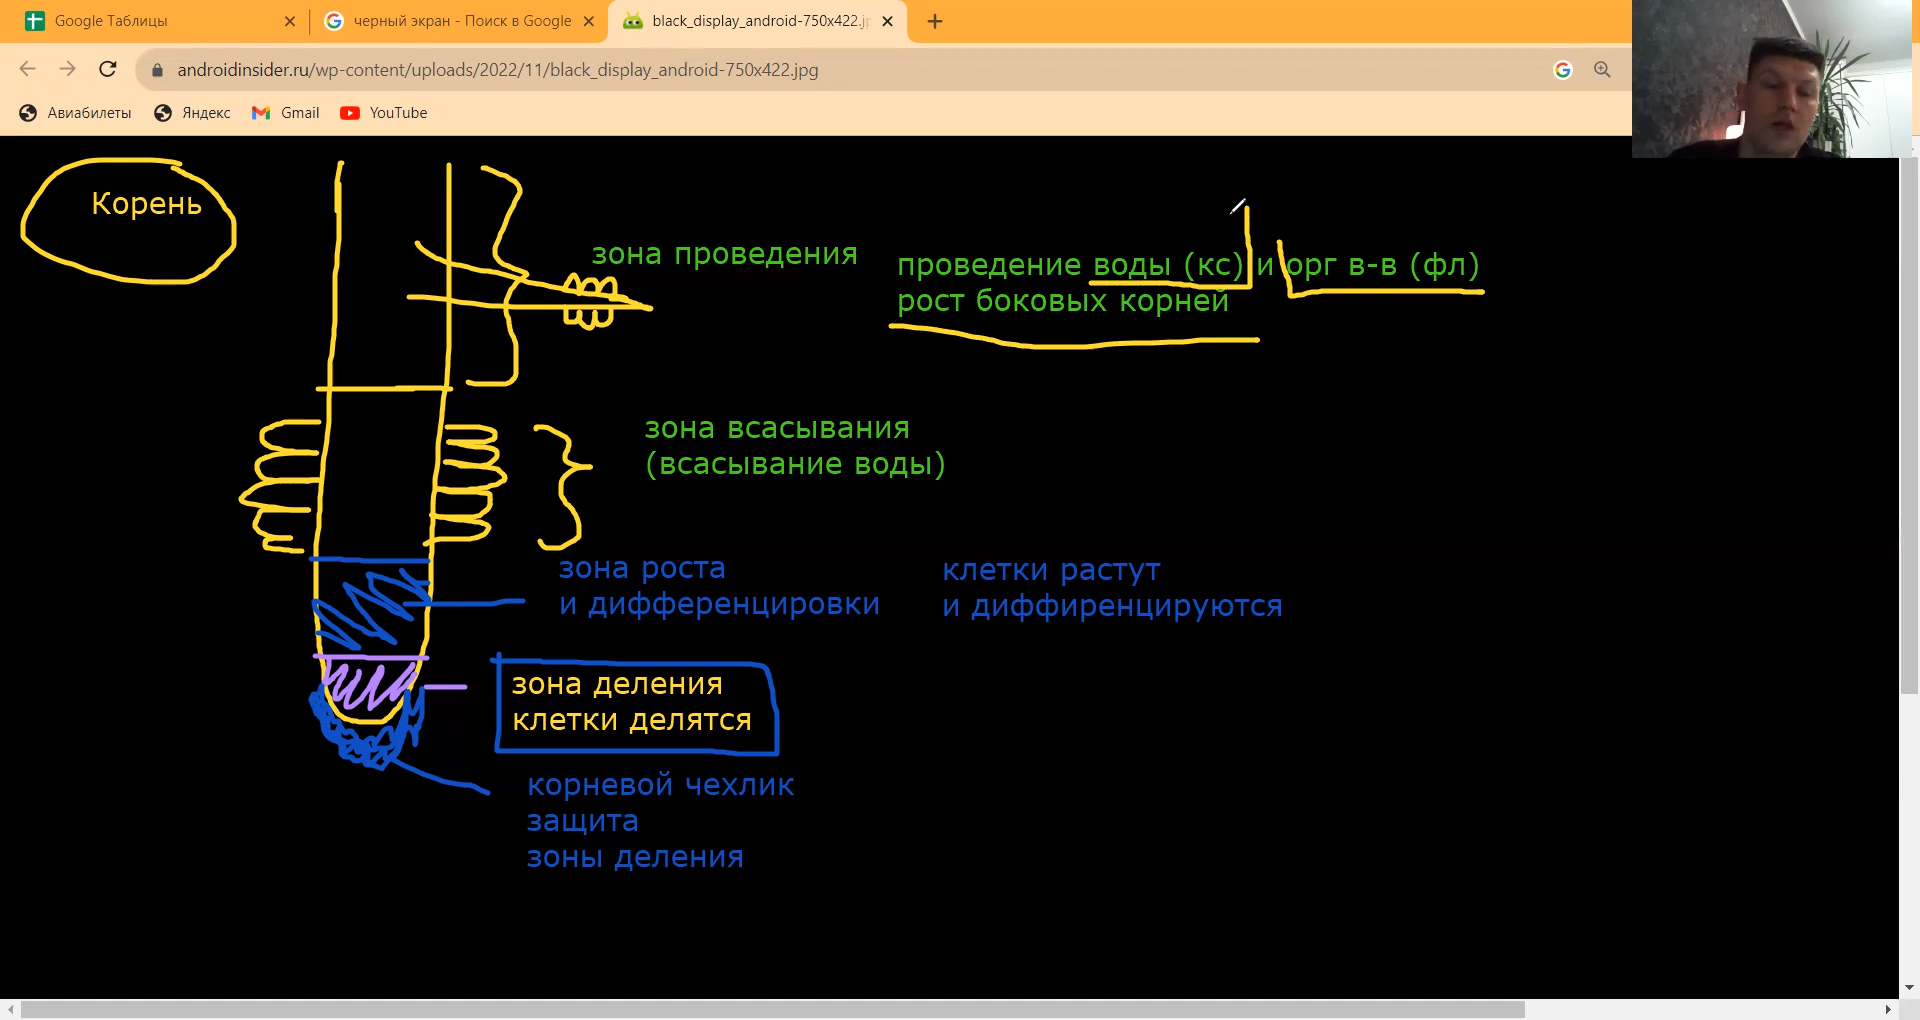 Google Таблицы
черный экран - Поиск в Google
black_display_android-750x422.j
androidinsider.ru/wp-content/uploads/2022/11/black_display_android-750x422.jpg
Авиабилеты
Яндекс
Gmail
YouTube
Корень
зона проведения
проведение воды (кс) и орг в-в (фл)
рост боковых корней
зона всасывания
(всасывание воды)
зона роста
и дифференцировки
клетки растут
и диффиренцируются
зона деления
клетки делятся
корневой чехлик
защита
зоны деления